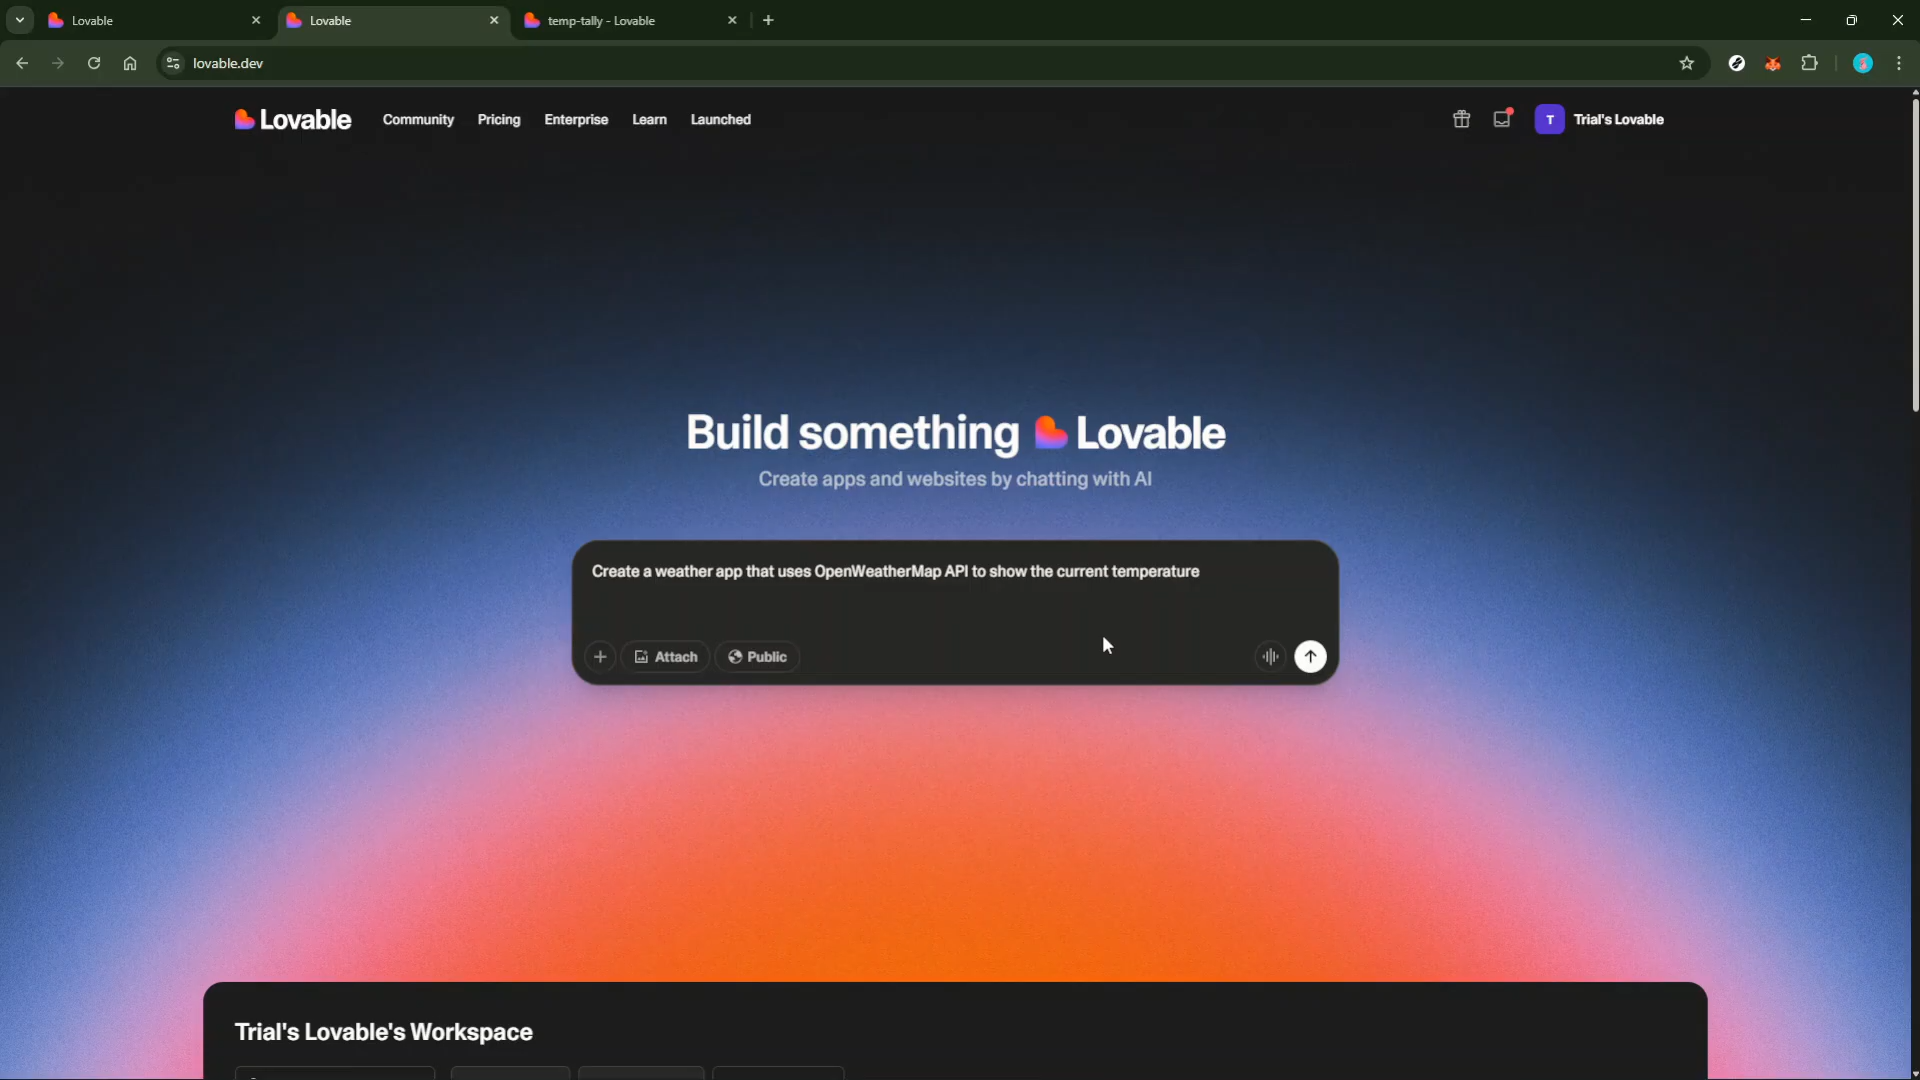 Lovable
Lovable
temp-tally - Lovable
lovable.dev
Lovable
Community
Pricing
Enterprise
Learn
Launched
T
Trial's Lovable
Build something Lovable
Create apps and websites by chatting with AI
Create a weather app that uses OpenWeatherMap API to show the current temperature
Attach
Public
Trial's Lovable's Workspace